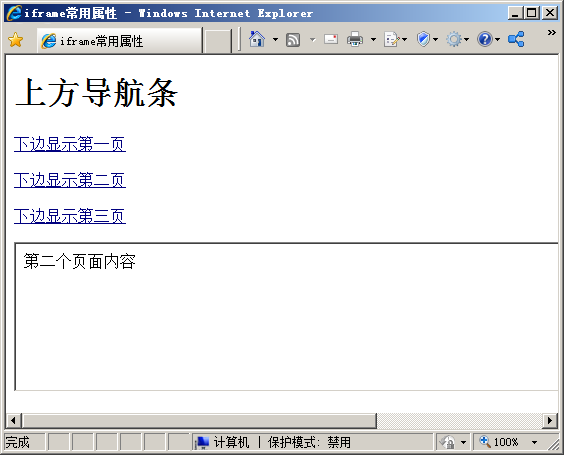 iframe常用属性 - Windows Internet Explorer
iframe常用属性
»
上方导航条
下边显示第一页
下边显示第二页
下边显示第三页
第二个页面内容
完成
计算机 | 保护模式: 禁用
100%